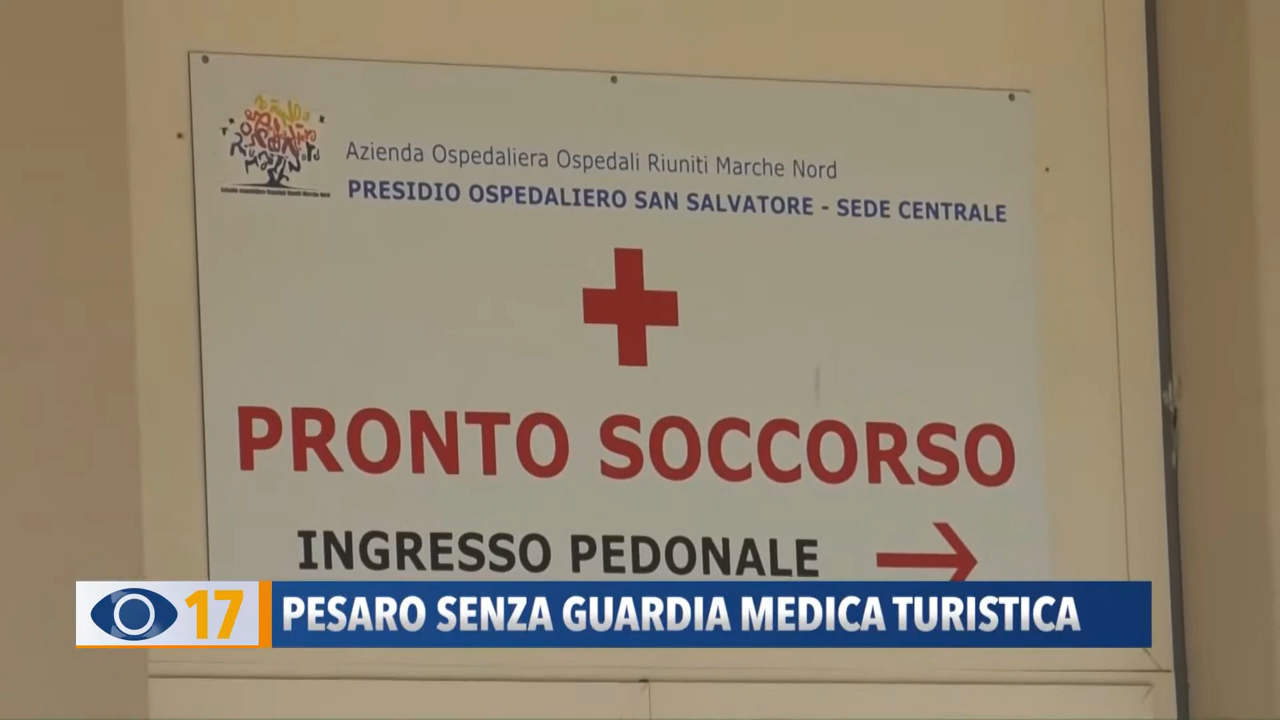 Azienda Ospedaliera Ospedali Riuniti Marche Nord
PRESIDIO OSPEDALIERO SAN SALVATORE - SEDE CENTRALE
PRONTO SOCCORSO
INGRESSO PEDONALE
17 PESARO SENZA GUARDIA MEDICA TURISTICA